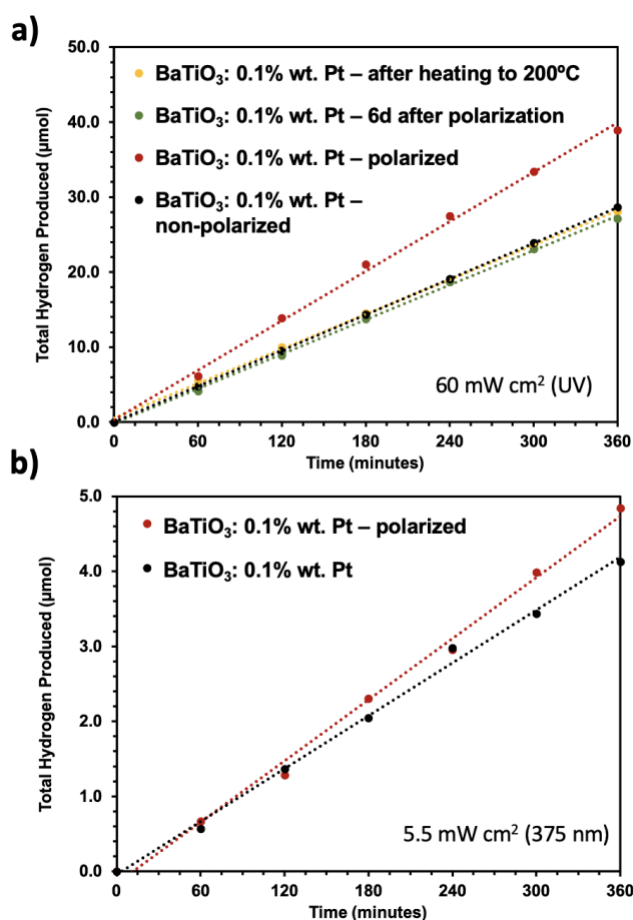 a)
50.0
40.0
30.0
20.0
10.0
0.0
Total Hydrogen Produced (µmol)
BaTiO₃: 0.1% wt. Pt – after heating to 200ºC
BaTiO₃: 0.1% wt. Pt – 6d after polarization
BaTiO₃: 0.1% wt. Pt – polarized
BaTiO₃: 0.1% wt. Pt –
non-polarized
60 mW cm² (UV)
0 60 120 180 240 300 360
Time (minutes)
b)
5.0
4.0
3.0
2.0
1.0
0.0
Total Hydrogen Produced (µmol)
BaTiO₃: 0.1% wt. Pt – polarized
BaTiO₃: 0.1% wt. Pt
5.5 mW cm² (375 nm)
0 60 120 180 240 300 360
Time (minutes)